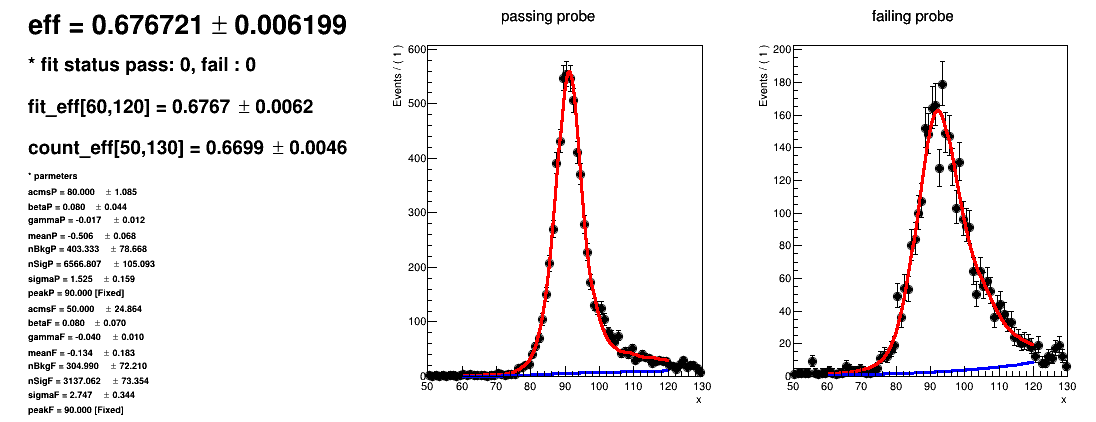 eff = 0.676721 ± 0.006199
* fit status pass: 0, fail : 0
fit_eff[60,120] = 0.6767 ± 0.0062
count_eff[50,130] = 0.6699 ± 0.0046
* parmeters
acmsP = 80.000 ± 1.085
betaP = 0.080 ± 0.044
gammaP = -0.017 ± 0.012
meanP = -0.506 ± 0.068
nBkgP = 403.333 ± 78.668
nSigP = 6566.807 ± 105.093
sigmaP = 1.525 ± 0.159
peakP = 90.000 [Fixed]
acmsF = 50.000 ± 24.864
betaF = 0.080 ± 0.070
gammaF = -0.040 ± 0.010
meanF = -0.134 ± 0.183
nBkgF = 304.990 ± 72.210
nSigF = 3137.062 ± 73.354
sigmaF = 2.747 ± 0.344
peakF = 90.000 [Fixed]
passing probe
Events / ( 1 )
600
500
400
300
200
100
0
50 60 70 80 90 100 110 120 130
x
failing probe
Events / ( 1 )
200
180
160
140
120
100
80
60
40
20
0
50 60 70 80 90 100 110 120 130
x